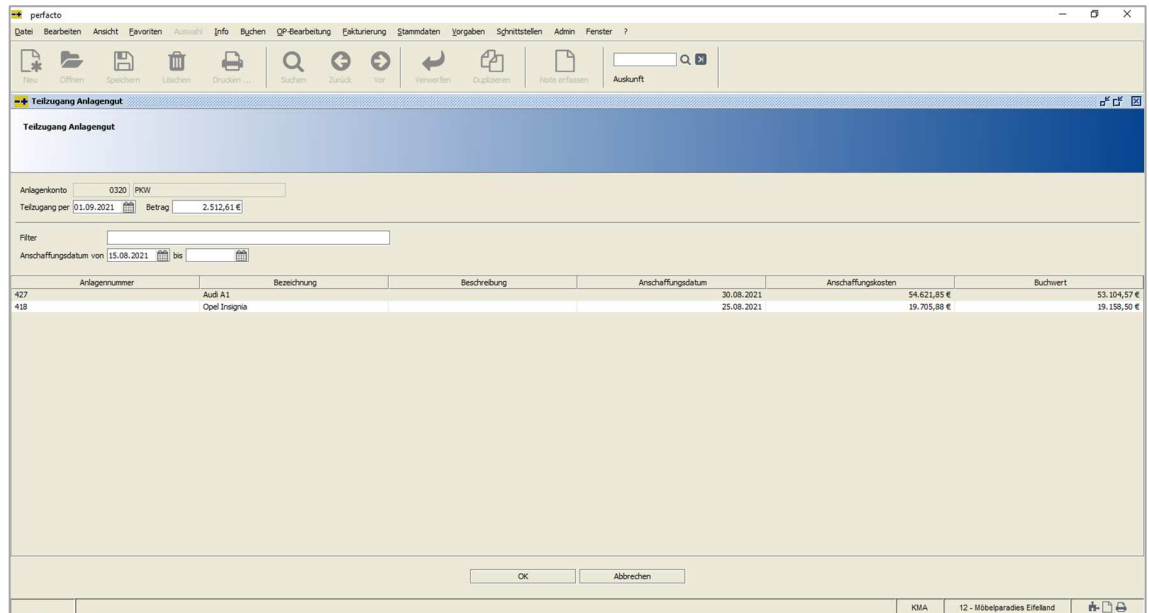 perfacto
Datei Bearbeiten Ansicht Favoriten Auswahl Info Buchen OP-Bearbeitung Fakturierung Stammdaten Vorgaben Schnittstellen Admin Fenster ?
Neu Öffnen Speichern Löschen Drucken ... Suchen Zurück Vor Verwerfen Duplizieren Note erfassen Auskunft
Teilzugang Anlagengut
Teilzugang Anlagengut
Anlagenkonto 0320 PKW
Teilzugang per 01.09.2021 Betrag 2.512,61 €
Filter
Anschaffungsdatum von 15.08.2021 bis
Anlagennummer Bezeichnung Beschreibung Anschaffungsdatum Anschaffungskosten Buchwert
427 Audi A1 30.08.2021 54.621,85 € 53.104,57 €
418 Opel Insignia 25.08.2021 19.705,88 € 19.158,50 €
OK Abbrechen
KMA 12 - Möbelparadies Eifelland